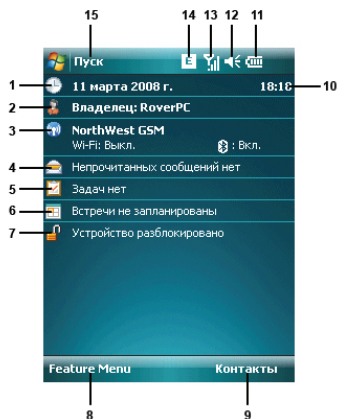 15 14 13 12 11
Пуск E
1 11 марта 2008 г. 18:18 10
2 Владелец: RoverPC
3 NorthWest GSM
Wi-Fi: Выкл. : Вкл.
4 Непрочитанных сообщений нет
5 Задач нет
6 Встречи не запланированы
7 Устройство разблокировано
Feature Menu Контакты
8 9